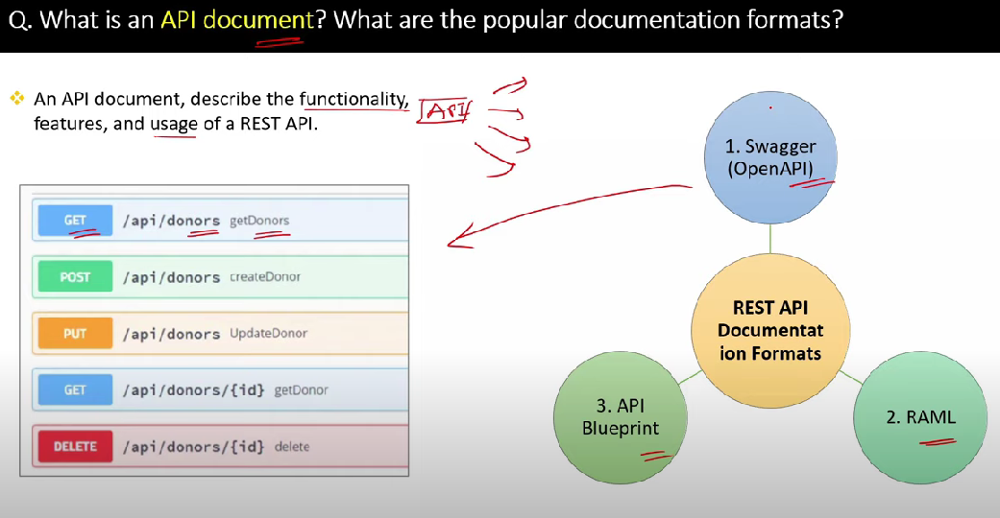 Q. What is an API document? What are the popular documentation formats?
An API document, describe the functionality,
features, and usage of a REST API.
API
GET /api/donors getDonors
POST /api/donors createDonor
PUT /api/donors UpdateDonor
GET /api/donors/{id} getDonor
DELETE /api/donors/{id} delete
1. Swagger
(OpenAPI)
REST API
Documentat
ion Formats
3. API
Blueprint
2. RAML